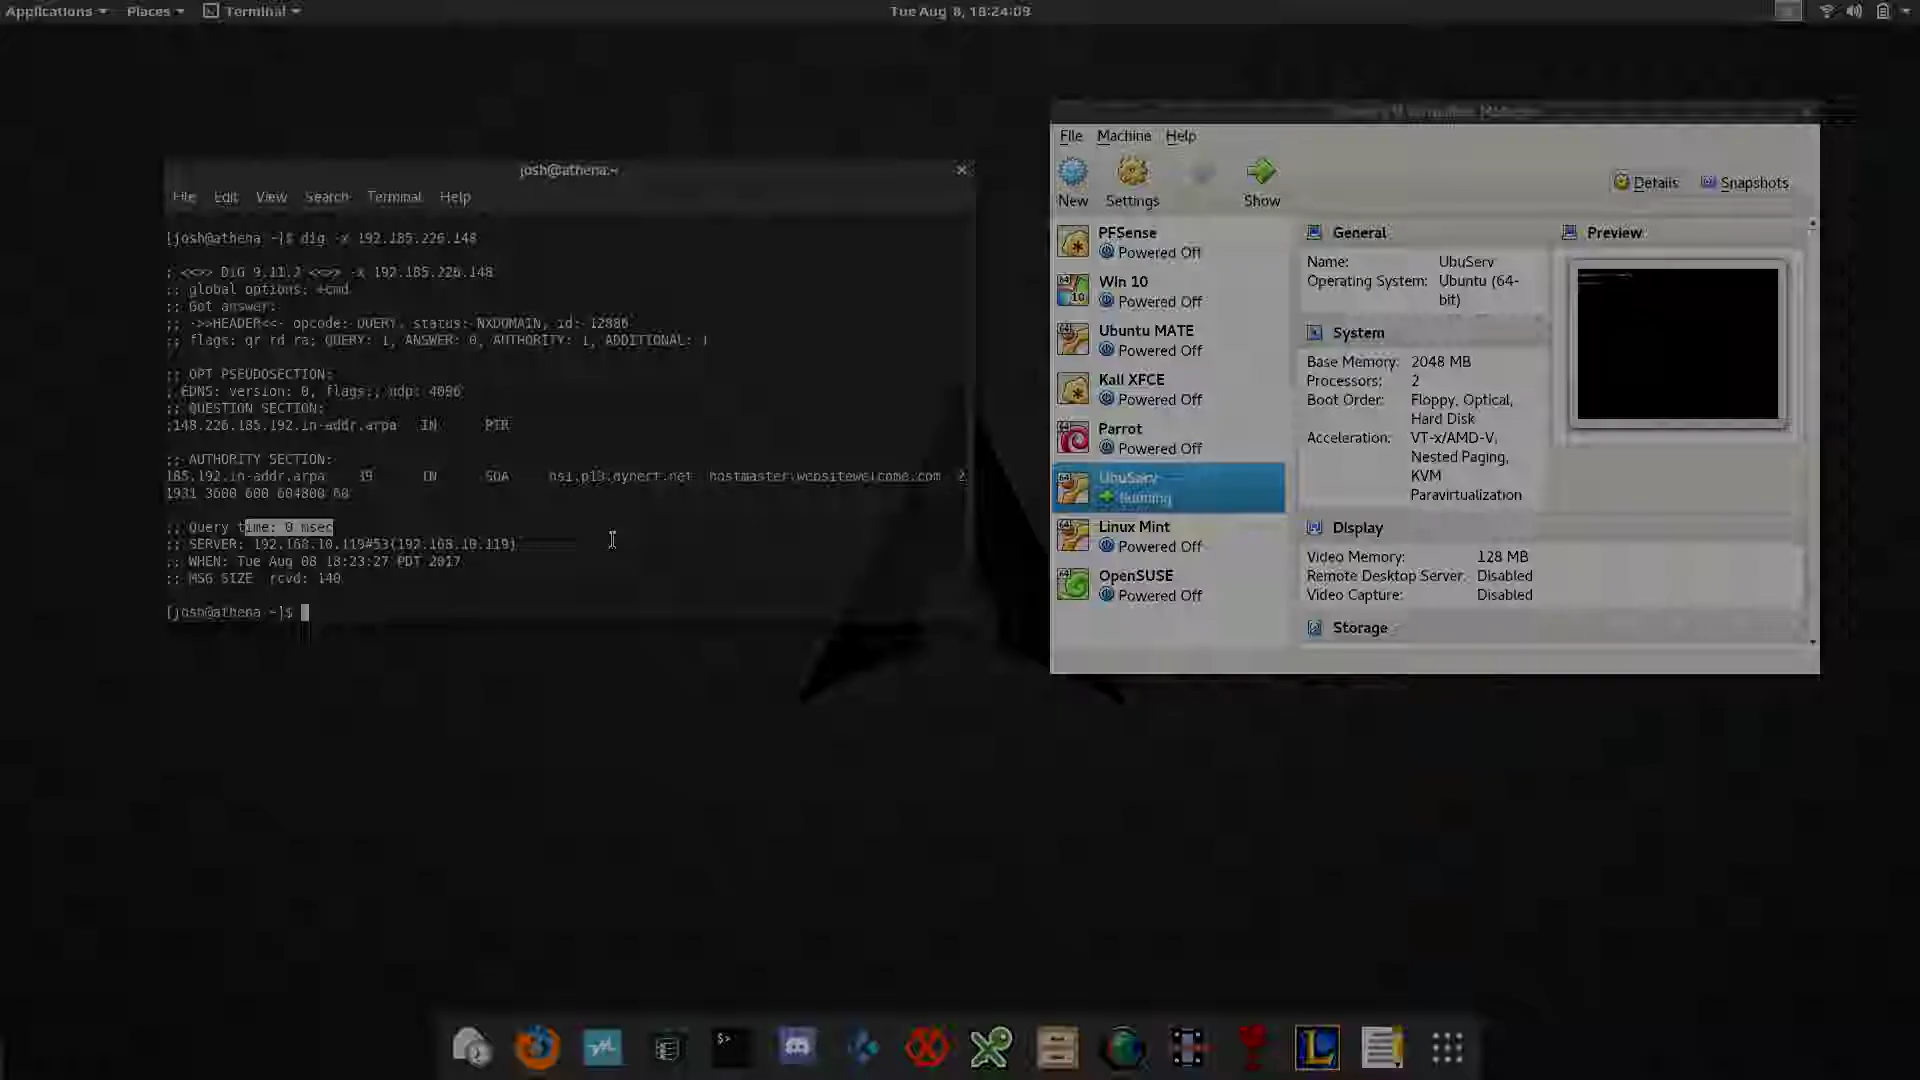 Applications
Places
Terminal
Tue Aug 8, 18:24:09
josh@athena:~
File Edit View Search Terminal Help
[josh@athena ~]$ dig -x 192.185.226.148
; <<>> DiG 9.11.2 <<>> -x 192.185.226.148
;; global options: +cmd
;; Got answer:
;; ->>HEADER<<- opcode: QUERY, status: NXDOMAIN, id: 12886
;; flags: qr rd ra; QUERY: 1, ANSWER: 0, AUTHORITY: 1, ADDITIONAL: 1
;; OPT PSEUDOSECTION:
; EDNS: version: 0, flags:; udp: 4096
;; QUESTION SECTION:
;148.226.185.192.in-addr.arpa IN PTR
;; AUTHORITY SECTION:
185.192.in-addr.arpa 39 IN SOA ns1.p13.dynect.net. hostmaster.websitewelcome.com. 2
1931 3600 600 604800 60
;; Query time: 0 msec
;; SERVER: 192.168.10.119#53(192.168.10.119)
;; WHEN: Tue Aug 08 18:23:27 PDT 2017
;; MSG SIZE rcvd: 140
[josh@athena ~]$
File Machine Help
New Settings Show
Details Snapshots
PFSense
Powered Off
Win 10
Powered Off
Ubuntu MATE
Powered Off
Kali XFCE
Powered Off
Parrot
Powered Off
UbuServ
Running
Linux Mint
Powered Off
OpenSUSE
Powered Off
General
Name: UbuServ
Operating System: Ubuntu (64-
bit)
System
Base Memory: 2048 MB
Processors: 2
Boot Order: Floppy, Optical,
Hard Disk
Acceleration: VT-x/AMD-V,
Nested Paging,
KVM
Paravirtualization
Display
Video Memory: 128 MB
Remote Desktop Server: Disabled
Video Capture: Disabled
Storage
Preview